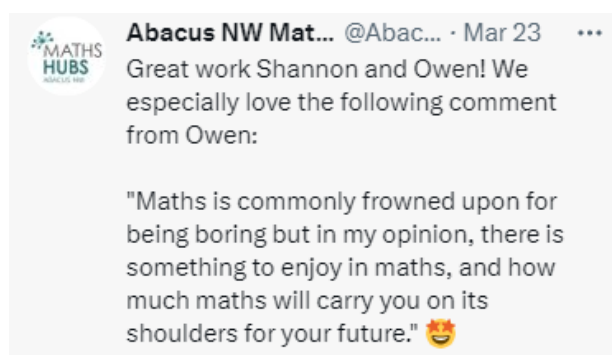 MATHS
HUBS
ABACUS NW
Abacus NW Mat... @Abac... · Mar 23 ···
Great work Shannon and Owen! We
especially love the following comment
from Owen:
"Maths is commonly frowned upon for
being boring but in my opinion, there is
something to enjoy in maths, and how
much maths will carry you on its
shoulders for your future." 🤩